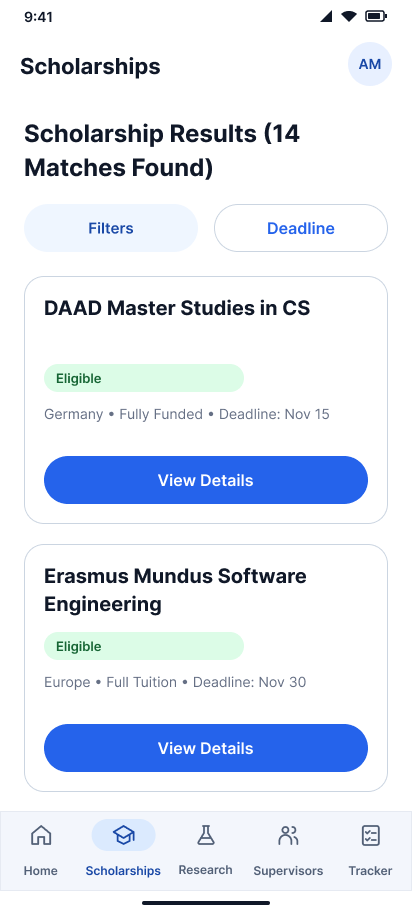 9:41
Scholarships
AM
Scholarship Results (14
Matches Found)
Filters
Deadline
DAAD Master Studies in CS
Eligible
Germany • Fully Funded • Deadline: Nov 15
View Details
Erasmus Mundus Software
Engineering
Eligible
Europe • Full Tuition • Deadline: Nov 30
View Details
Home
Scholarships
Research
Supervisors
Tracker